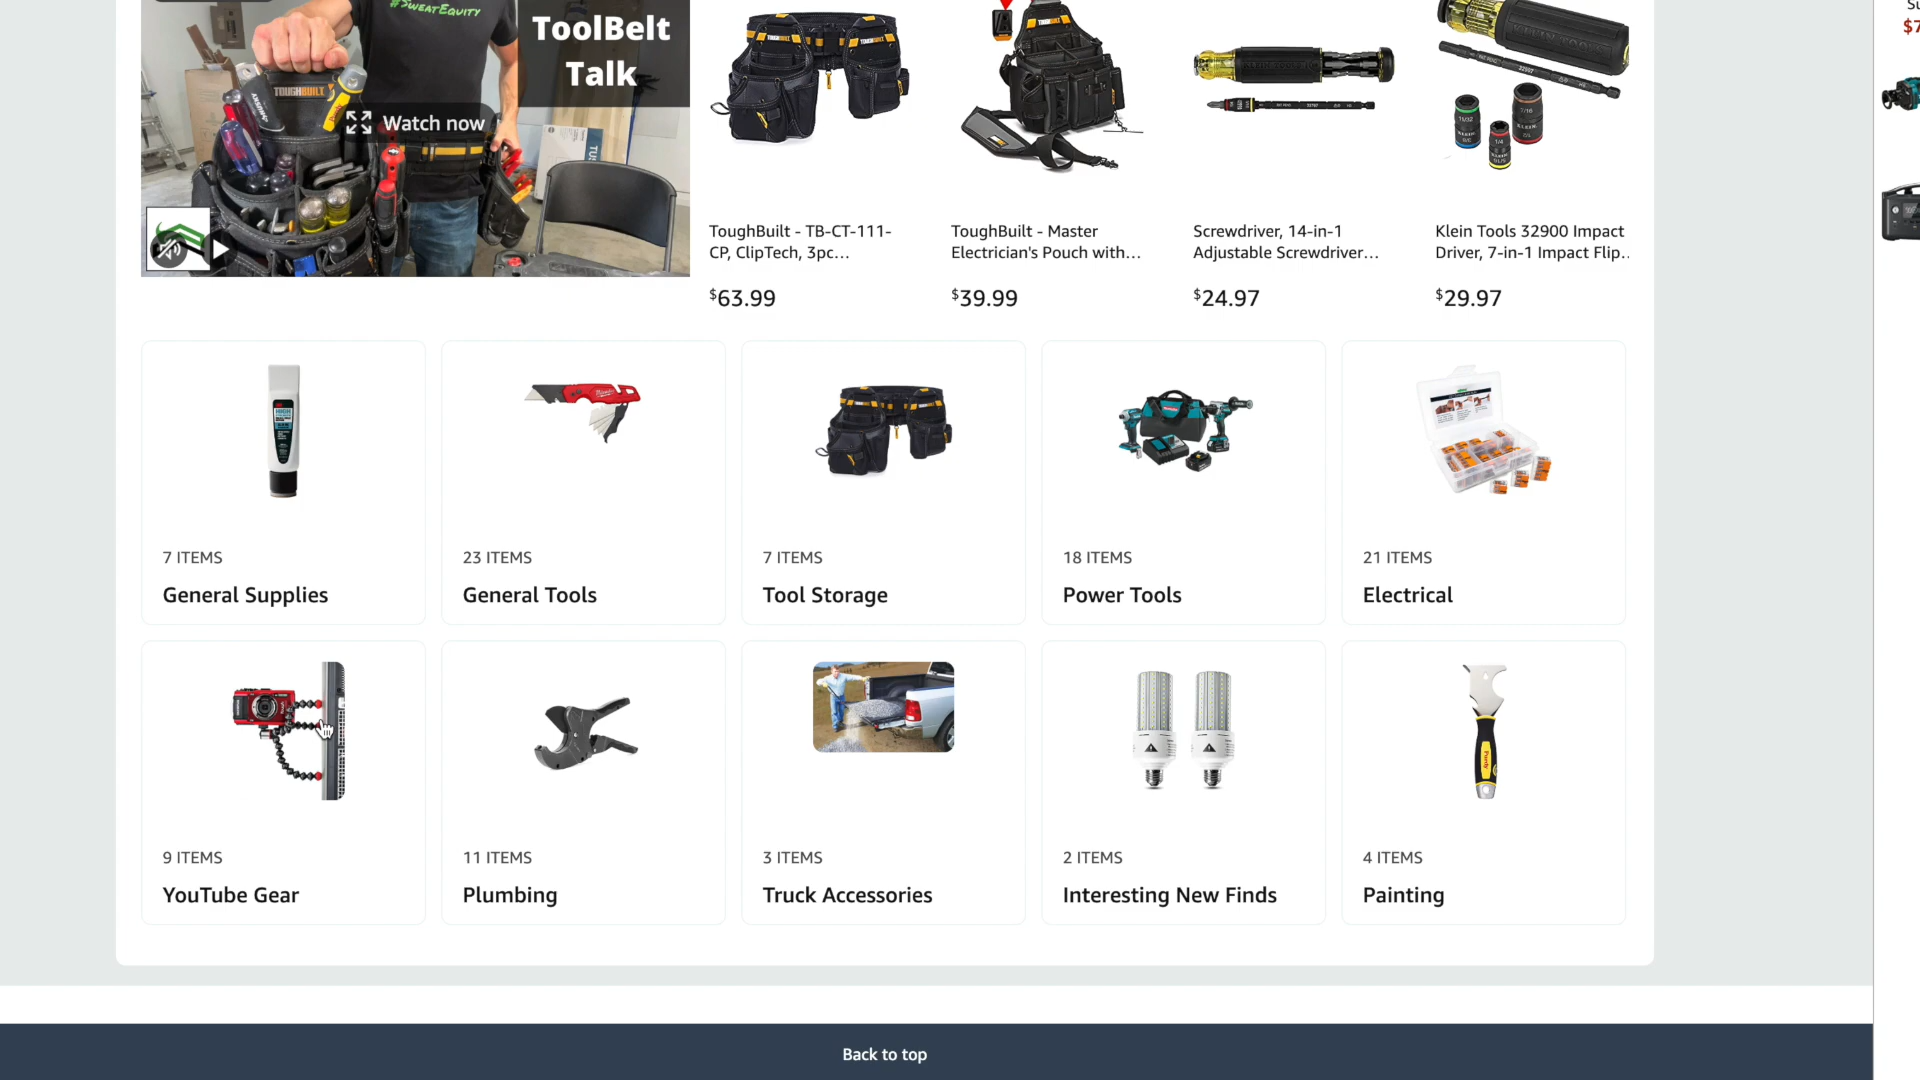 #SWEATEQUITY
ToolBelt
Talk
TOUGHBUILT
Watch now
ToughBuilt - TB-CT-111-
CP, ClipTech, 3pc...
$63.99
ToughBuilt - Master
Electrician's Pouch with...
$39.99
Screwdriver, 14-in-1
Adjustable Screwdriver...
$24.97
KLEIN TOOLS
Klein Tools 32900 Impact
Driver, 7-in-1 Impact Flip..
$29.97
$7
7 ITEMS
General Supplies
23 ITEMS
General Tools
7 ITEMS
Tool Storage
18 ITEMS
Power Tools
21 ITEMS
Electrical
9 ITEMS
YouTube Gear
11 ITEMS
Plumbing
3 ITEMS
Truck Accessories
2 ITEMS
Interesting New Finds
4 ITEMS
Painting
Back to top